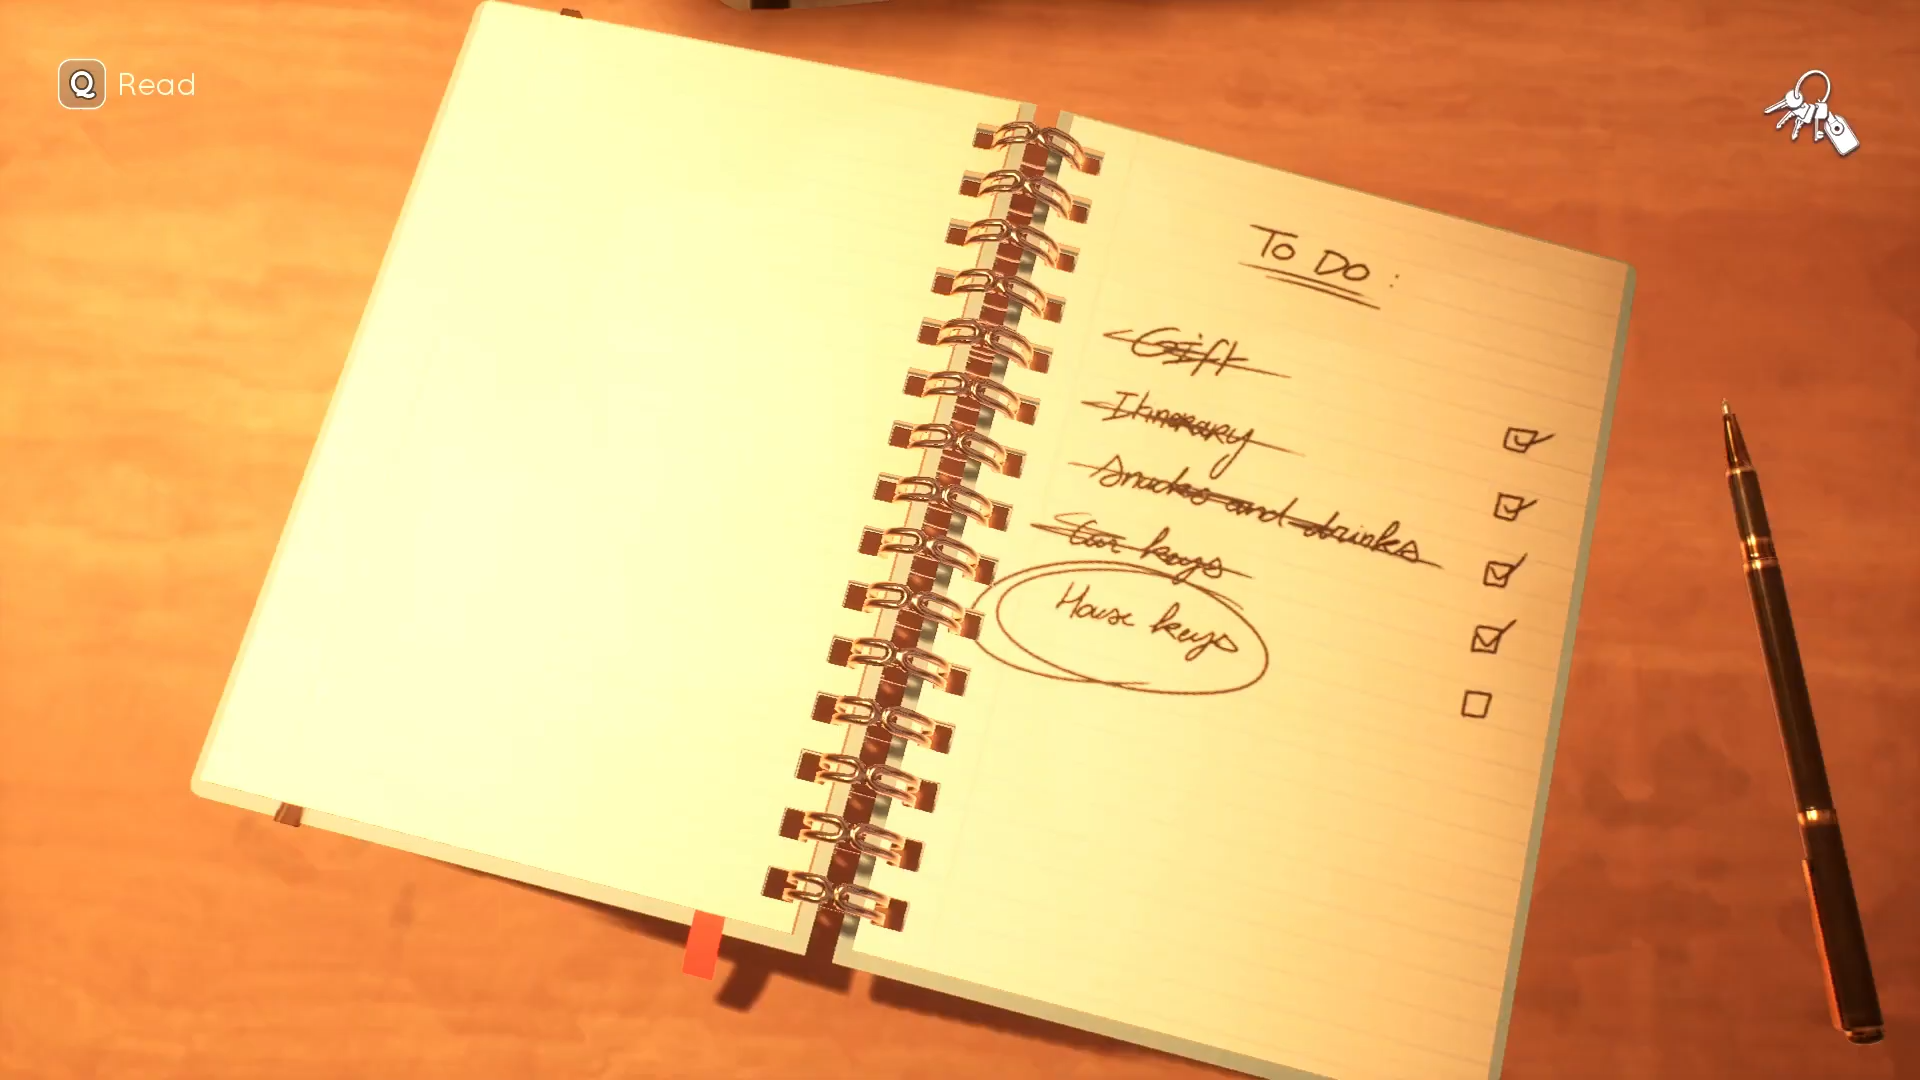 Q Read
To Do :
Gift
Itinerary
Snacks and drinks
Car keys
House keys